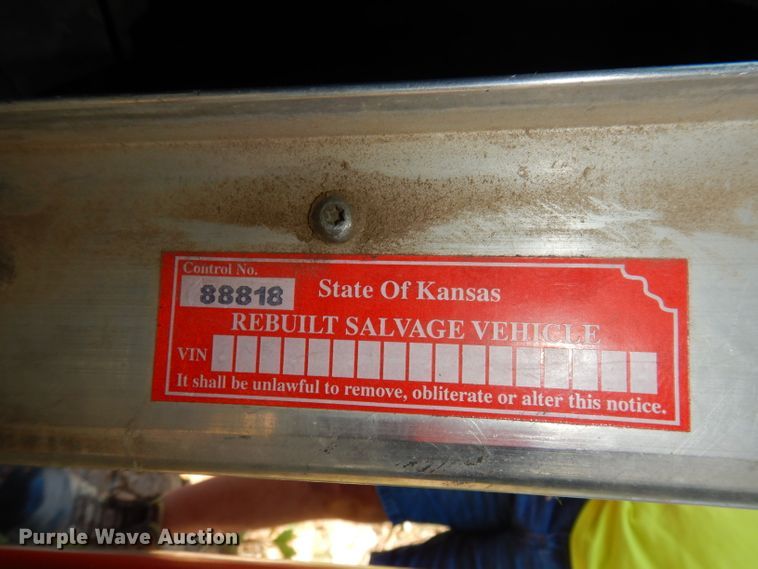 Control No.
88818
State Of Kansas
REBUILT SALVAGE VEHICLE
VIN
It shall be unlawful to remove, obliterate or alter this notice.
Purple Wave Auction